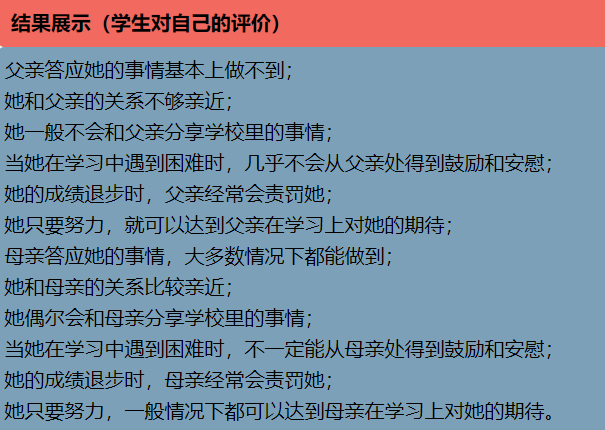 结果展示（学生对自己的评价）
父亲答应她的事情基本上做不到；
她和父亲的关系不够亲近；
她一般不会和父亲分享学校里的事情；
当她在学习中遇到困难时，几乎不会从父亲处得到鼓励和安慰；
她的成绩退步时，父亲经常会责罚她；
她只要努力，就可以达到父亲在学习上对她的期待；
母亲答应她的事情，大多数情况下都能做到；
她和母亲的关系比较亲近；
她偶尔会和母亲分享学校里的事情；
当她在学习中遇到困难时，不一定能从母亲处得到鼓励和安慰；
她的成绩退步时，母亲经常会责罚她；
她只要努力，一般情况下都可以达到母亲在学习上对她的期待。